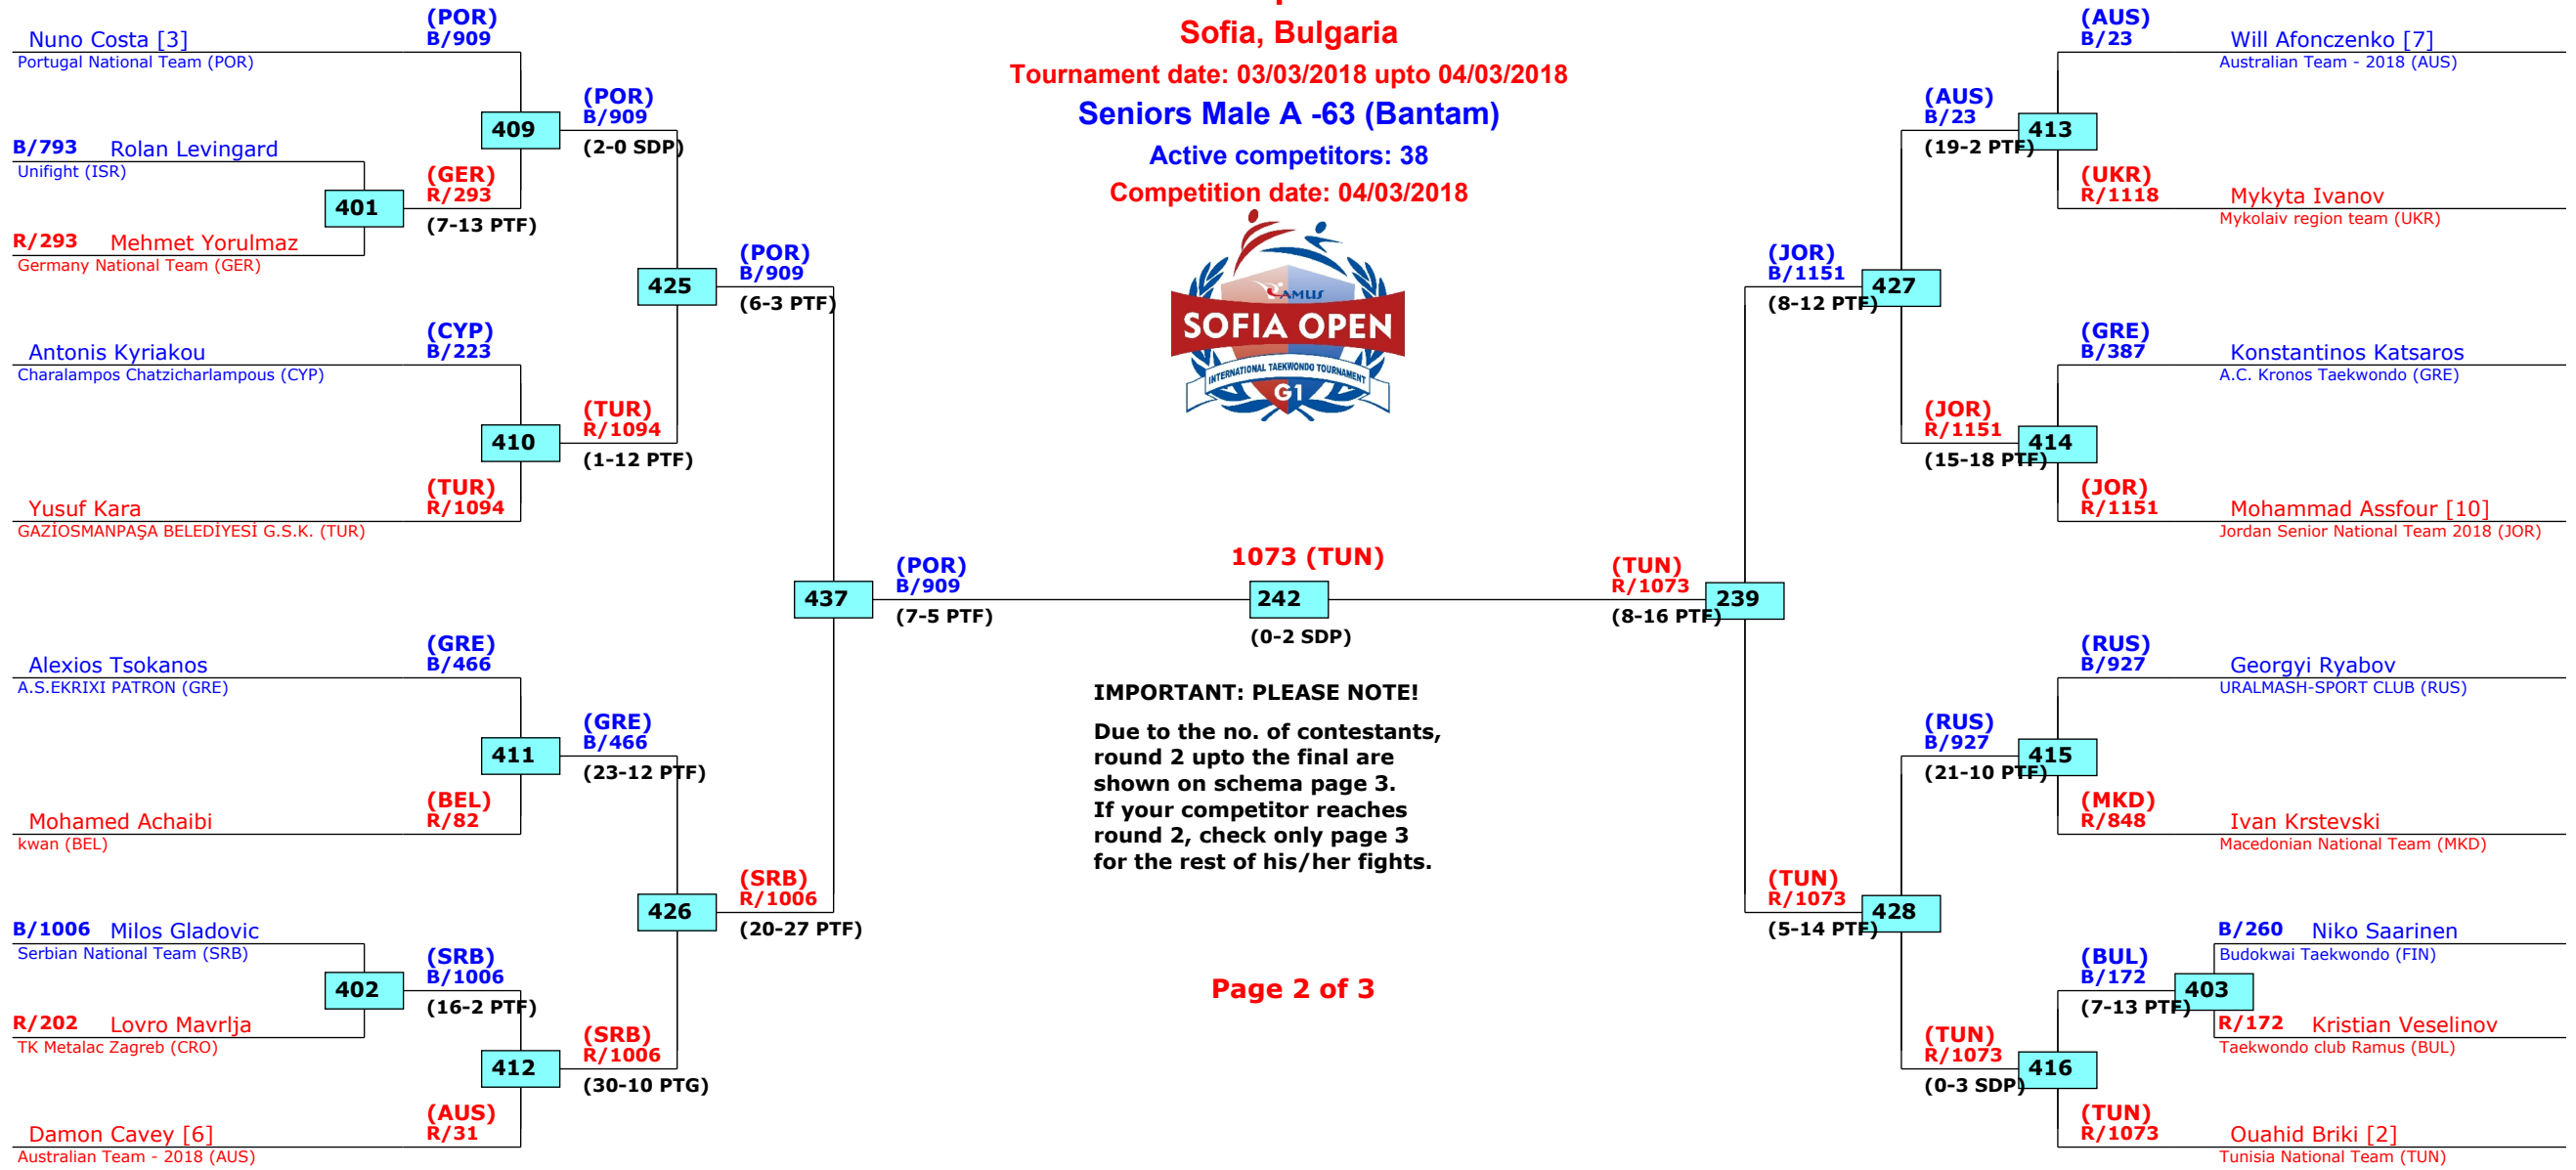 Sofia, Bulgaria
Tournament date: 03/03/2018 upto 04/03/2018
Seniors Male A -63 (Bantam)
Active competitors: 38
Competition date: 04/03/2018
RAMUS
SOFIA OPEN
INTERNATIONAL TAEKWONDO TOURNAMENT
G1
Nuno Costa [3]
Portugal National Team (POR)
(POR)
B/909
B/793 Rolan Levingard
Unifight (ISR)
R/293 Mehmet Yorulmaz
Germany National Team (GER)
401
(GER)
R/293
(7-13 PTF)
409
(POR)
B/909
(2-0 SDP)
Antonis Kyriakou
Charalampos Chatzicharlampous (CYP)
(CYP)
B/223
Yusuf Kara
GAZİOSMANPAŞA BELEDİYESİ G.S.K. (TUR)
(TUR)
R/1094
410
(TUR)
R/1094
(1-12 PTF)
425
(POR)
B/909
(6-3 PTF)
Alexios Tsokanos
A.S.EKRIXI PATRON (GRE)
(GRE)
B/466
Mohamed Achaibi
kwan (BEL)
(BEL)
R/82
411
(GRE)
B/466
(23-12 PTF)
B/1006 Milos Gladovic
Serbian National Team (SRB)
R/202 Lovro Mavrlja
TK Metalac Zagreb (CRO)
402
(SRB)
B/1006
(16-2 PTF)
Damon Cavey [6]
Australian Team - 2018 (AUS)
(AUS)
R/31
412
(SRB)
R/1006
(30-10 PTG)
426
(SRB)
R/1006
(20-27 PTF)
437
(POR)
B/909
(7-5 PTF)
1073 (TUN)
242
(0-2 SDP)
IMPORTANT: PLEASE NOTE!
Due to the no. of contestants,
round 2 upto the final are
shown on schema page 3.
If your competitor reaches
round 2, check only page 3
for the rest of his/her fights.
Page 2 of 3
(TUN)
R/1073
(8-16 PTF)
239
(JOR)
B/1151
(8-12 PTF)
427
(AUS)
B/23
(19-2 PTF)
413
(AUS)
B/23
Will Afonczenko [7]
Australian Team - 2018 (AUS)
(UKR)
R/1118
Mykyta Ivanov
Mykolaiv region team (UKR)
(JOR)
R/1151
(15-18 PTF)
414
(GRE)
B/387
Konstantinos Katsaros
A.C. Kronos Taekwondo (GRE)
(JOR)
R/1151
Mohammad Assfour [10]
Jordan Senior National Team 2018 (JOR)
(TUN)
R/1073
(5-14 PTF)
428
(RUS)
B/927
(21-10 PTF)
415
(RUS)
B/927
Georgyi Ryabov
URALMASH-SPORT CLUB (RUS)
(MKD)
R/848
Ivan Krstevski
Macedonian National Team (MKD)
(TUN)
R/1073
(0-3 SDP)
416
(BUL)
B/172
(7-13 PTF)
403
B/260 Niko Saarinen
Budokwai Taekwondo (FIN)
R/172 Kristian Veselinov
Taekwondo club Ramus (BUL)
(TUN)
R/1073
Ouahid Briki [2]
Tunisia National Team (TUN)